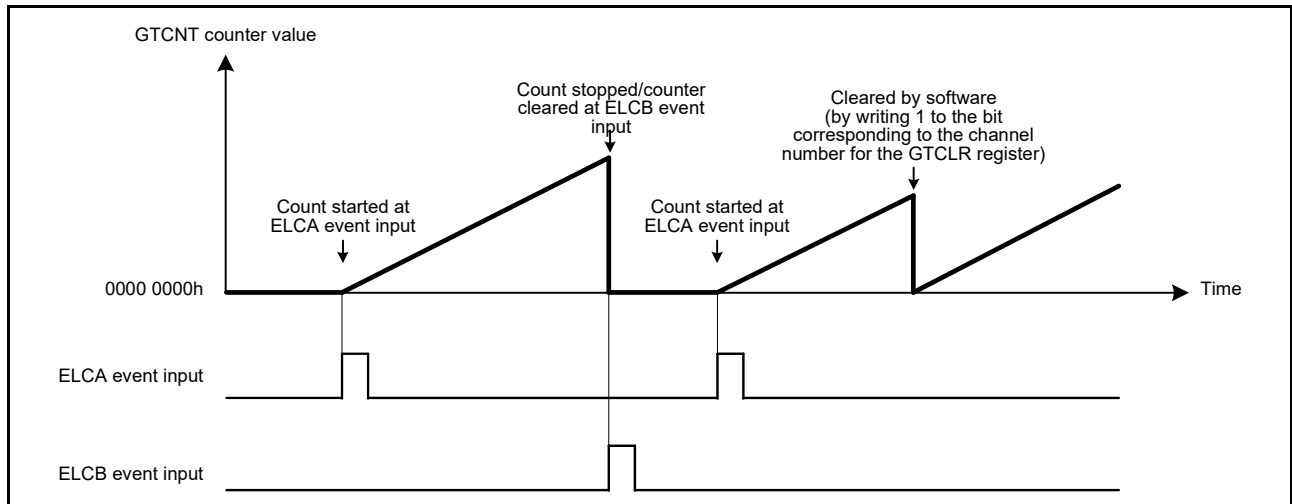 GTCNT counter value
Count stopped/counter
cleared at ELCB event
input
Cleared by software
(by writing 1 to the bit
corresponding to the channel
number for the GTCLR register)
Count started at
ELCA event input
Count started at
ELCA event input
0000 0000h
Time
ELCA event input
ELCB event input